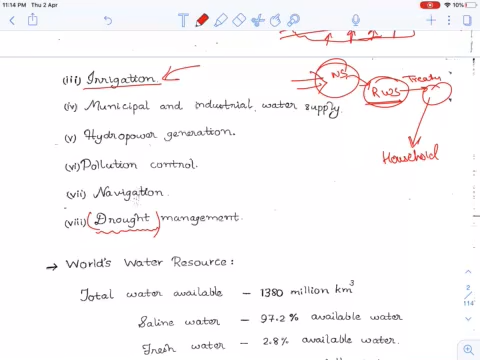 11:14 PM Thu 2 Apr
10%
(iii) Irrigation.
NS
RWZS
(iv) Municipal and industrial water supply.
Household
(v) Hydropower generation.
(vi) Pollution control.
(vii) Navigation.
(viii) Drought management.
→ World's Water Resource:
Total water available - 1380 million km³
Saline water - 97.2% available water
Fresh water - 2.8% available water.
2
114